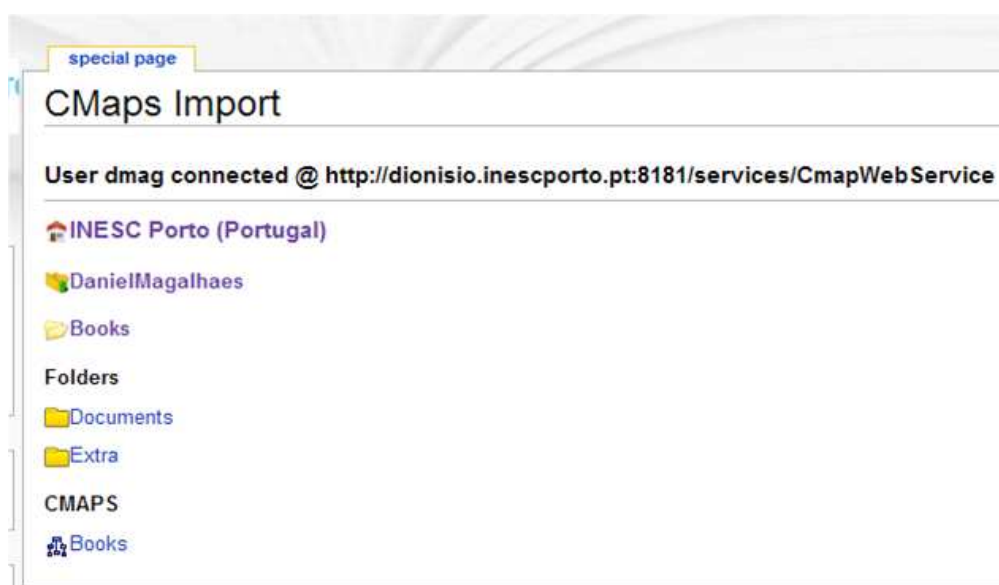 special page
CMaps Import
User dmag connected @ http://dionisio.inescporto.pt:8181/services/CmapWebService
INESC Porto (Portugal)
DanielMagalhaes
Books
Folders
Documents
Extra
CMAPS
Books